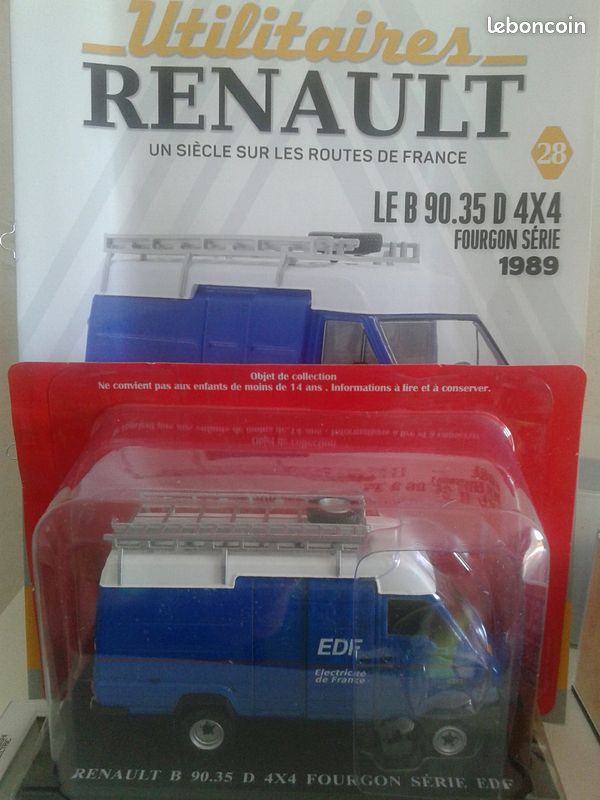 leboncoin
Utilitaires
RENAULT
UN SIÈCLE SUR LES ROUTES DE FRANCE
28
LE B 90.35 D 4X4
FOURGON SÉRIE
1989
Objet de collection
Ne convient pas aux enfants de moins de 14 ans . Informations à lire et à conserver.
EDF
Electricité
de France
RENAULT B 90.35 D 4X4 FOURGON SÉRIE EDF